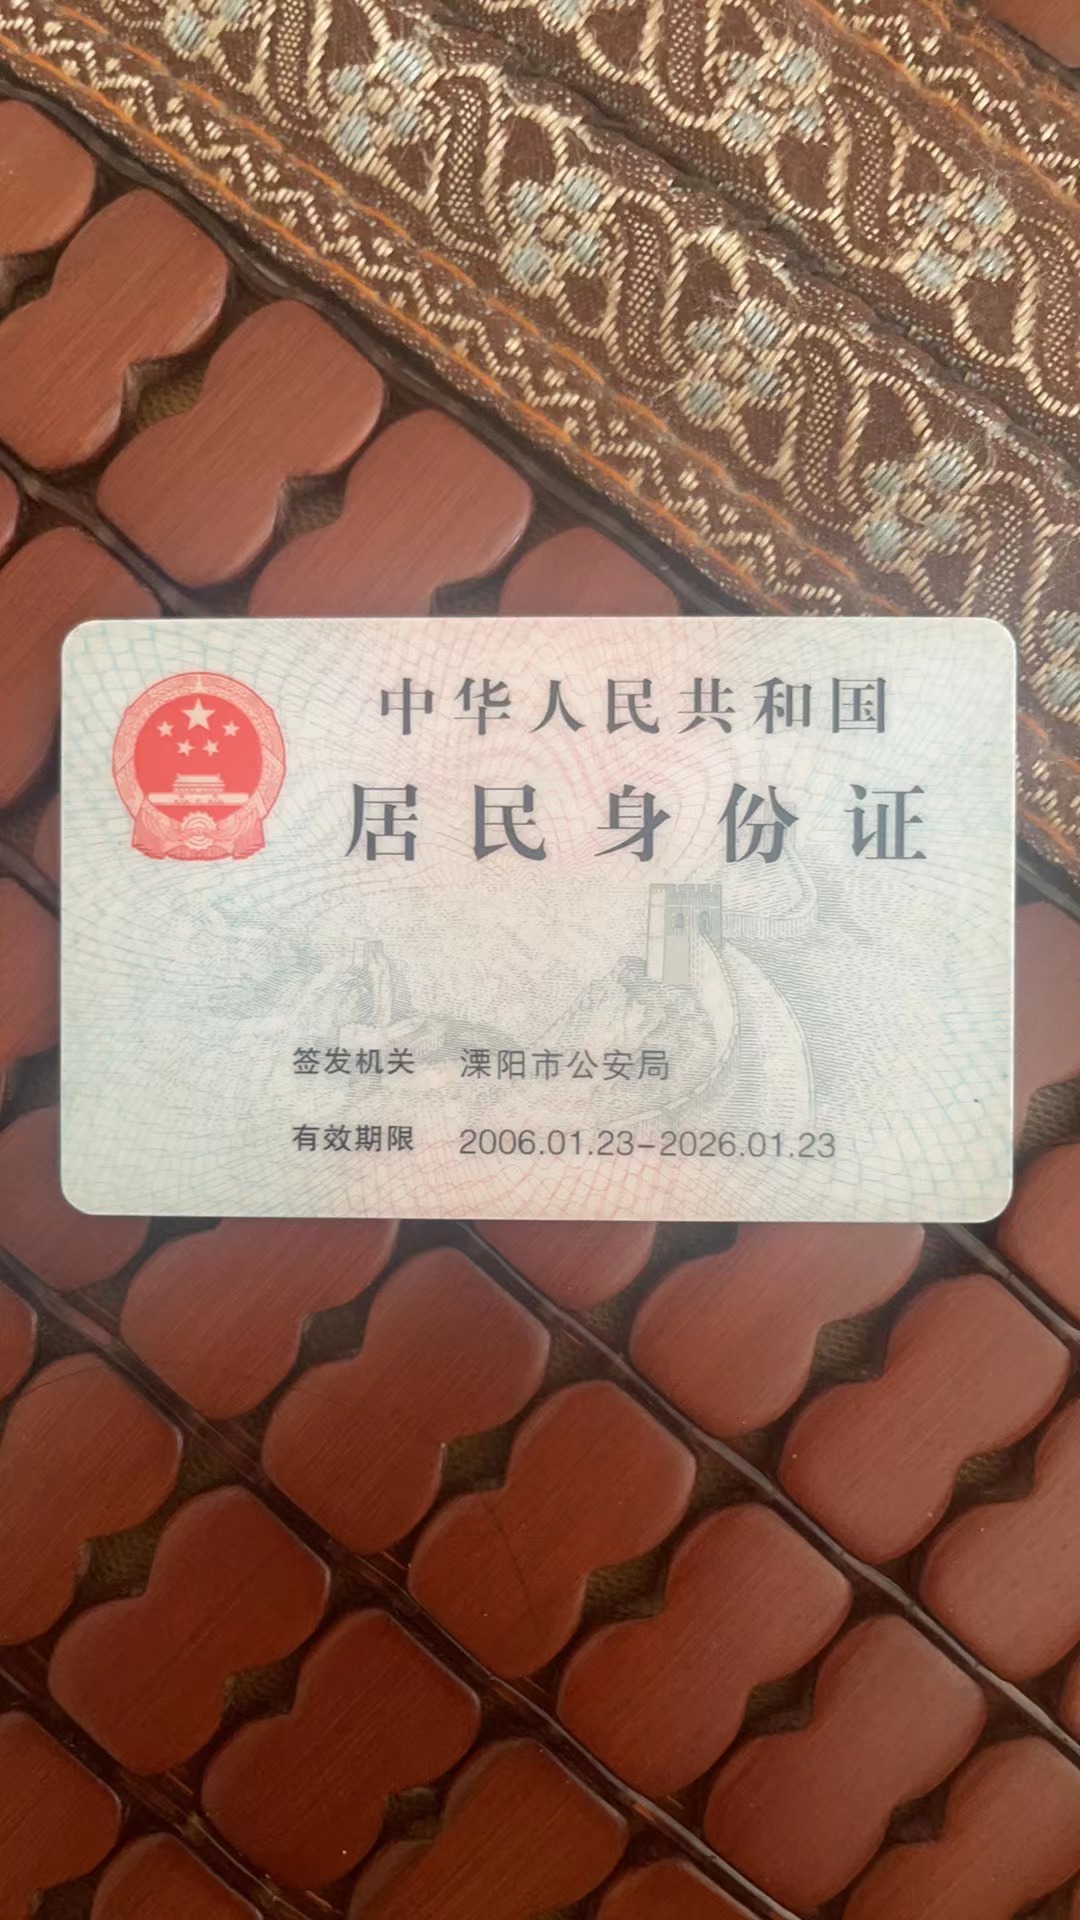 中华人民共和国
居民身份证
签发机关 溧阳市公安局
有效期限 2006.01.23-2026.01.23